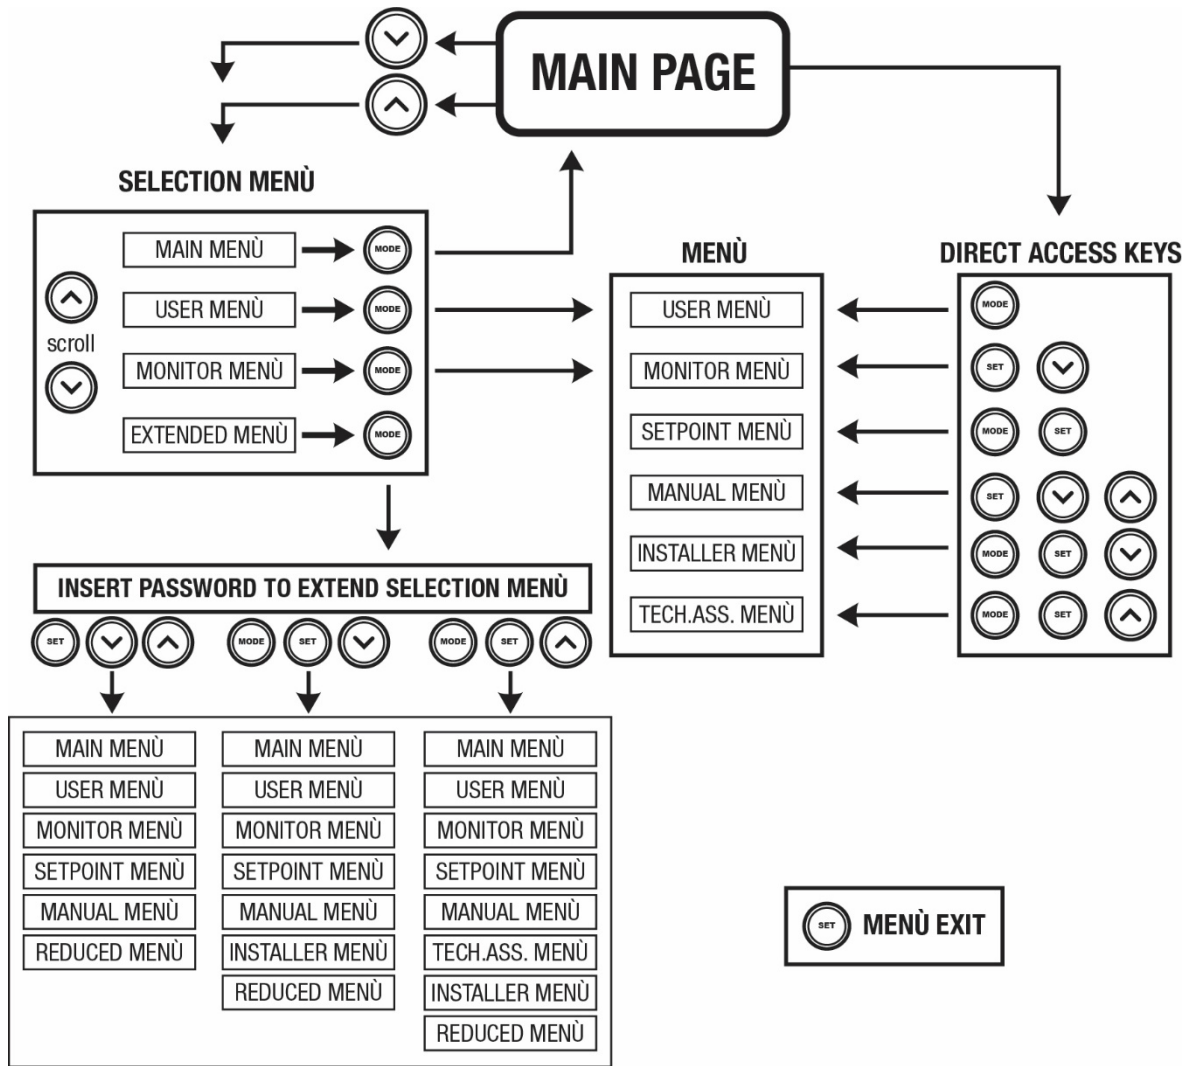 MAIN PAGE
SELECTION MENÙ
scroll
MAIN MENÙ MODE
USER MENÙ MODE
MONITOR MENÙ MODE
EXTENDED MENÙ MODE
MENÙ
USER MENÙ
MONITOR MENÙ
SETPOINT MENÙ
MANUAL MENÙ
INSTALLER MENÙ
TECH.ASS. MENÙ
DIRECT ACCESS KEYS
MODE
SET
MODE SET
SET
MODE SET
MODE SET
INSERT PASSWORD TO EXTEND SELECTION MENÙ
SET MODE SET MODE SET
MAIN MENÙ
USER MENÙ
MONITOR MENÙ
SETPOINT MENÙ
MANUAL MENÙ
REDUCED MENÙ
MAIN MENÙ
USER MENÙ
MONITOR MENÙ
SETPOINT MENÙ
MANUAL MENÙ
INSTALLER MENÙ
REDUCED MENÙ
MAIN MENÙ
USER MENÙ
MONITOR MENÙ
SETPOINT MENÙ
MANUAL MENÙ
TECH.ASS. MENÙ
INSTALLER MENÙ
REDUCED MENÙ
SET MENÙ EXIT